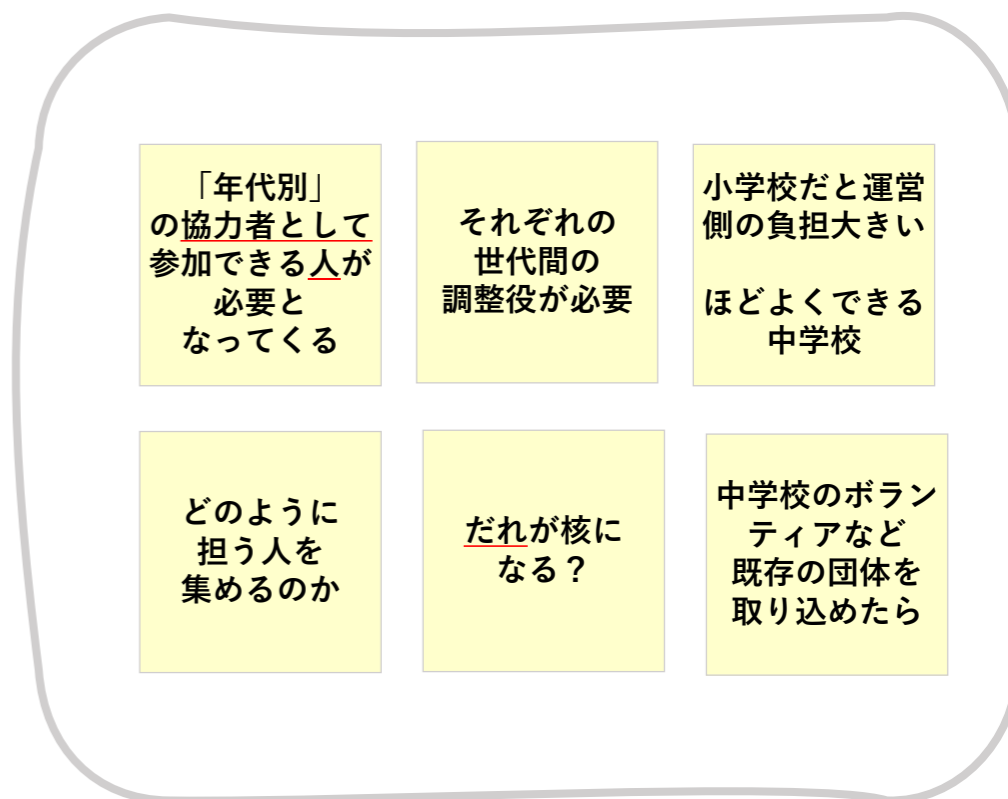 「年代別」
の協力者として
参加できる人が
必要と
なってくる
それぞれの
世代間の
調整役が必要
小学校だと運営
側の負担大きい
ほどよくできる
中学校
どのように
担う人を
集めるのか
だれが核に
なる？
中学校のボラン
ティアなど
既存の団体を
取り込めたら